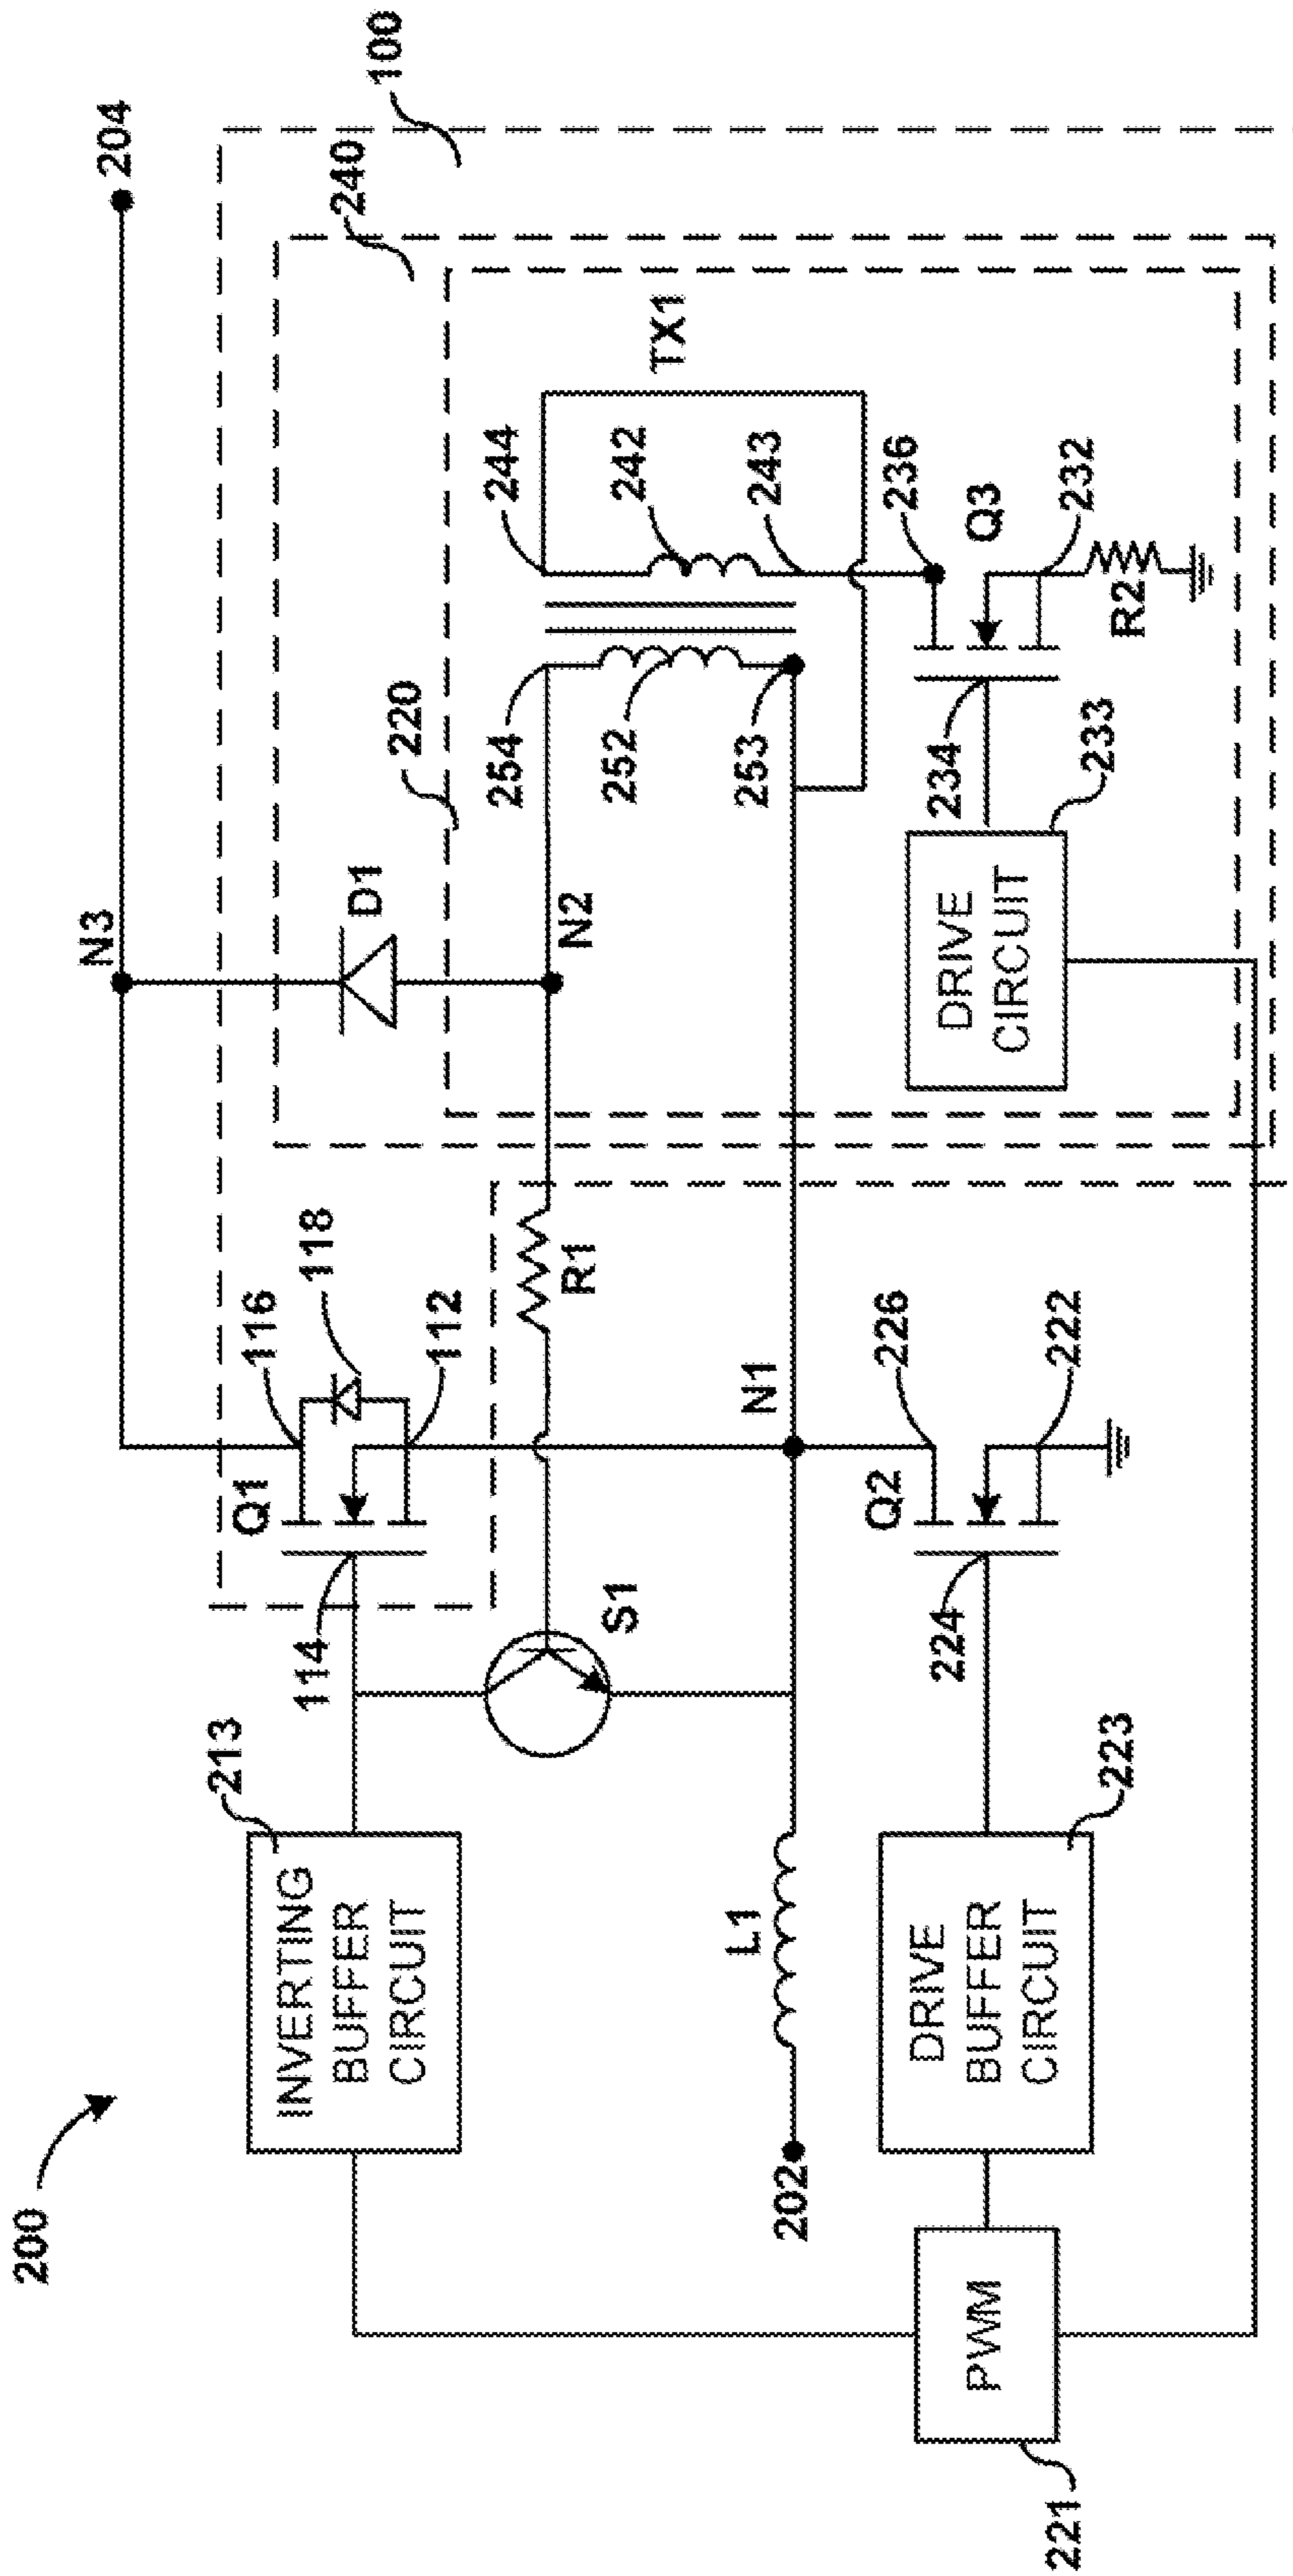 200
204
N3
100
240
213
INVERTING
BUFFER
CIRCUIT
114
Q1
116
118
112
D1
220
S1
R1
N2
254
252
253
244
242
243
TX1
202
L1
N1
221
PWM
223
DRIVE
BUFFER
CIRCUIT
224
Q2
226
222
DRIVE
CIRCUIT
233
234
236
Q3
232
R2